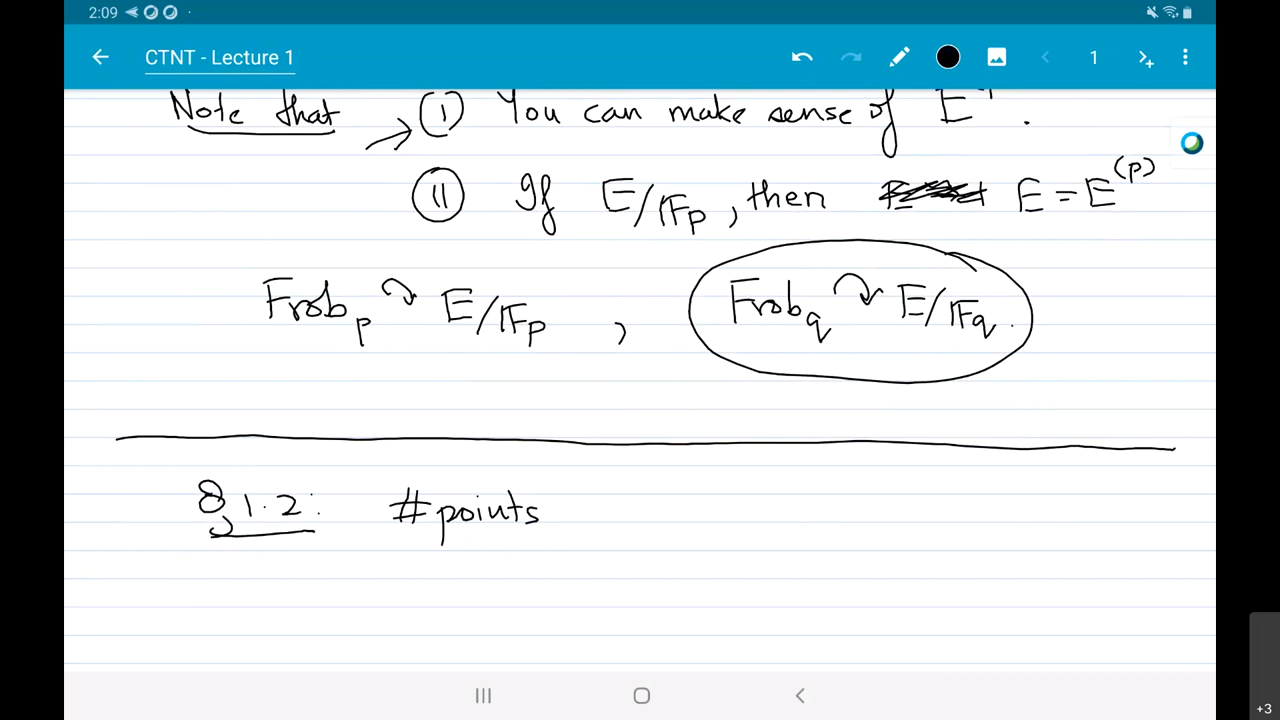 2:09
CTNT - Lecture 1
1
Note that → (i) You can make sense of E .
(ii) If E/𝔽p, then E = E^(p)
Frob_p ↷ E/𝔽p , Frob_q ↷ E/𝔽q.
§1.2: #points
+3